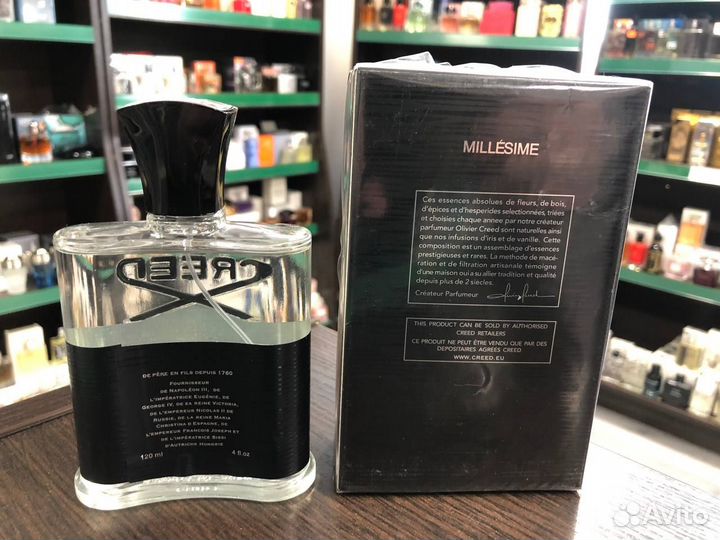 CREED
DE PÈRE EN FILS DEPUIS 1760
FOURNISSEUR
DE NAPOLÉON III, DE
L'IMPÉRATRICE EUGÉNIE, DE
GEORGE IV, DE SA REINE VICTORIA,
DE L'EMPEREUR NICOLAS II DE
RUSSIE, DE LA REINE MARIA
CHRISTINA D'ESPAGNE, DE
L'EMPEREUR FRANÇOIS JOSEPH ET
DE L'IMPÉRATRICE SISSI
D'AUTRICHE HONGRIE
120 ml 4 fl.oz
MILLÉSIME
Ces essences absolues de fleurs, de bois,
d'épices et d'hesperides selectionnées, triées
et choisies chaque annee par notre créateur
parfumeur Olivier Creed sont naturelles ainsi
que nos infusions d'iris et de vanille. Cette
composition est un assemblage d'essences
prestigieuses et rares. La methode de macé-
ration et de filtration artisanale témoigne
d'une maison ou a su allier tradition et qualité
depuis plus de 2 siècles.
Créateur Parfumeur
THIS PRODUCT CAN BE SOLD BY AUTHORISED
CREED RETAILERS
CE PRODUIT NE PEUT ÊTRE VENDU QUE PAR DES
DEPOSITAIRES AGREES CREED
WWW.CREED.EU
Avito